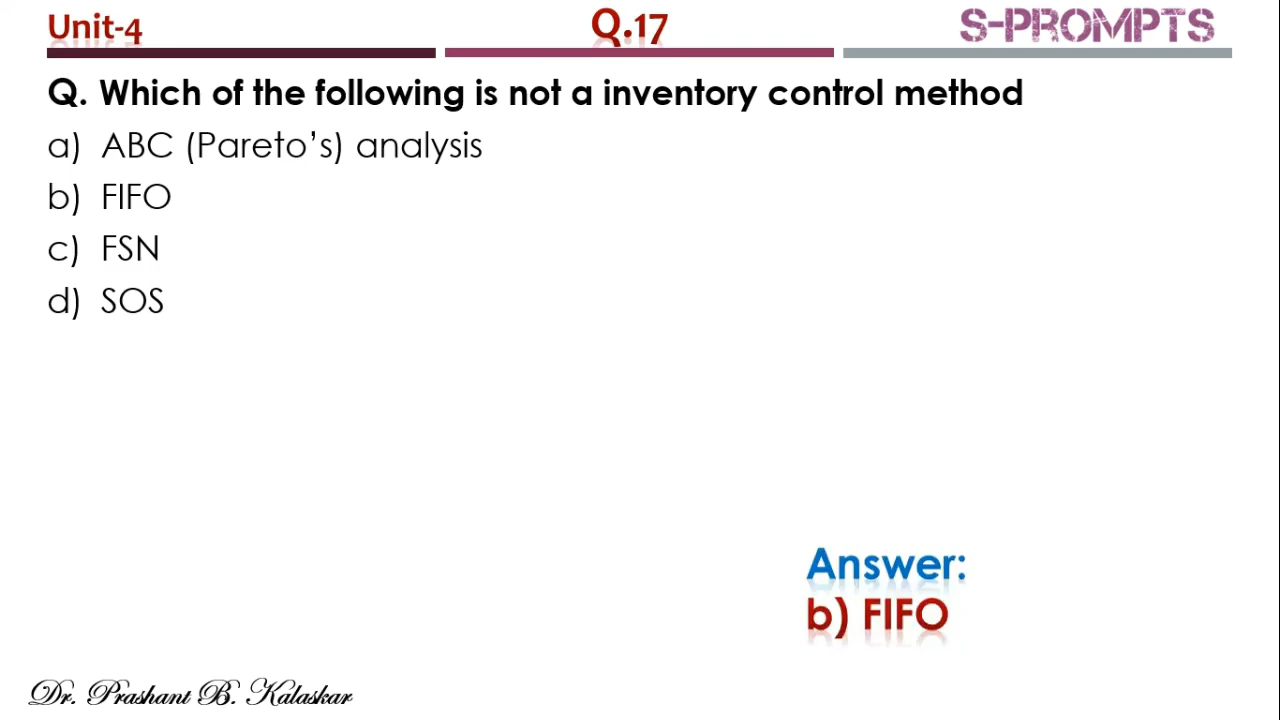 Unit-4
Q.17
S-PROMPTS
Q. Which of the following is not a inventory control method
a) ABC (Pareto’s) analysis
b) FIFO
c) FSN
d) SOS
Answer:
b) FIFO
Dr. Prashant B. Kalaskar